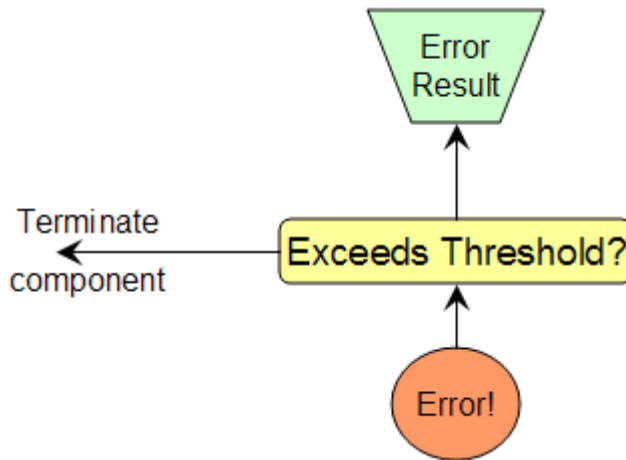 Error
Result
Terminate
component
Exceeds Threshold?
Error!